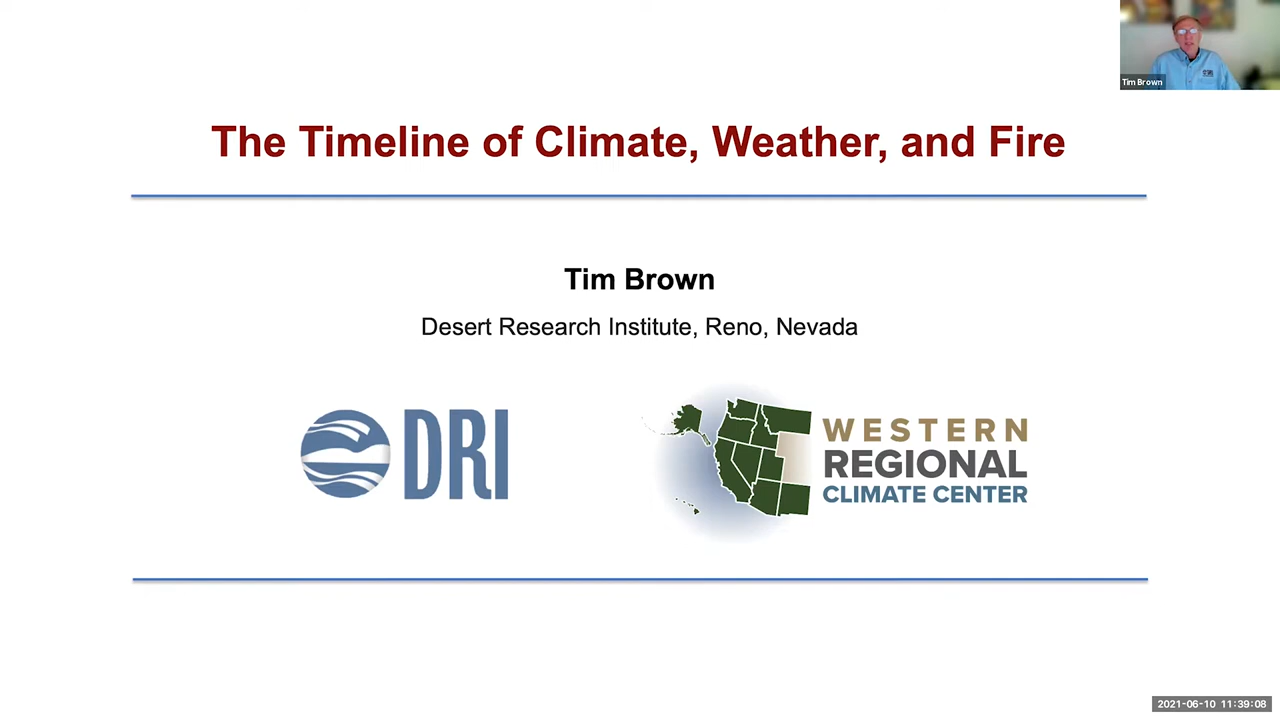 Tim Brown
The Timeline of Climate, Weather, and Fire
Tim Brown
Desert Research Institute, Reno, Nevada
DRI
WESTERN
REGIONAL
CLIMATE CENTER
2021-06-10 11:39:08